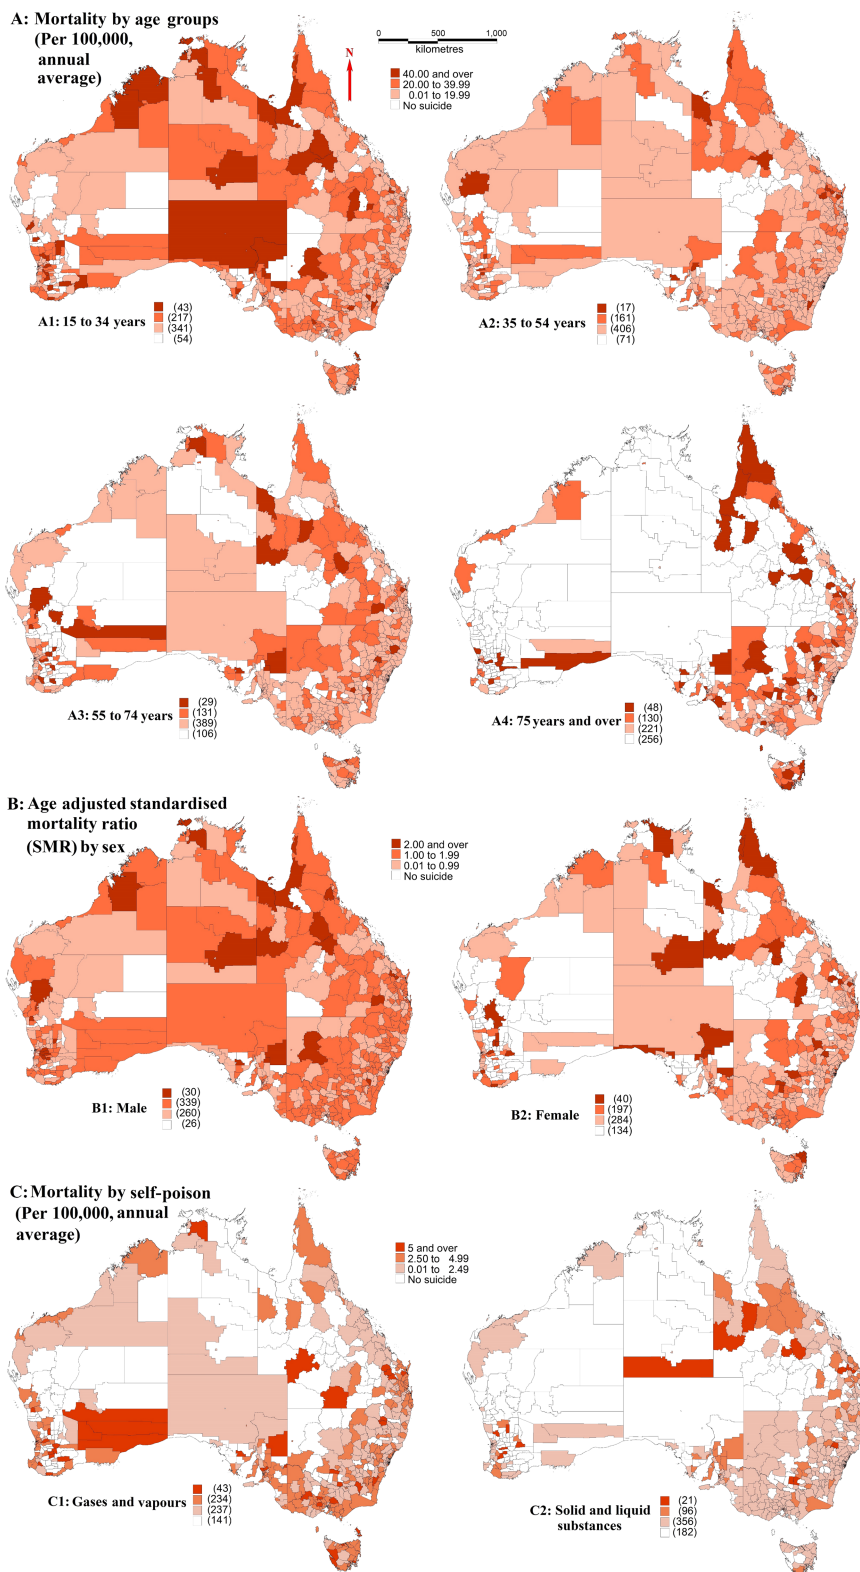 A: Mortality by age groups
(Per 100,000,
annual
average)
0 500 1,000
kilometres
N
40.00 and over
20.00 to 39.99
0.01 to 19.99
No suicide
A1: 15 to 34 years
(43)
(217)
(341)
(54)
A2: 35 to 54 years
(17)
(161)
(406)
(71)
A3: 55 to 74 years
(29)
(131)
(389)
(106)
A4: 75 years and over
(48)
(130)
(221)
(256)
B: Age adjusted standardised
mortality ratio
(SMR) by sex
2.00 and over
1.00 to 1.99
0.01 to 0.99
No suicide
B1: Male
(30)
(339)
(260)
(26)
B2: Female
(40)
(197)
(284)
(134)
C: Mortality by self-poison
(Per 100,000, annual
average)
5 and over
2.50 to 4.99
0.01 to 2.49
No suicide
C1: Gases and vapours
(43)
(234)
(237)
(141)
C2: Solid and liquid
substances
(21)
(96)
(356)
(182)